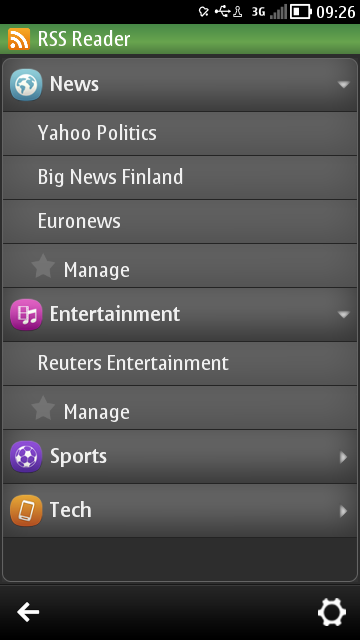 3G 09:26
RSS Reader
News
Yahoo Politics
Big News Finland
Euronews
Manage
Entertainment
Reuters Entertainment
Manage
Sports
Tech